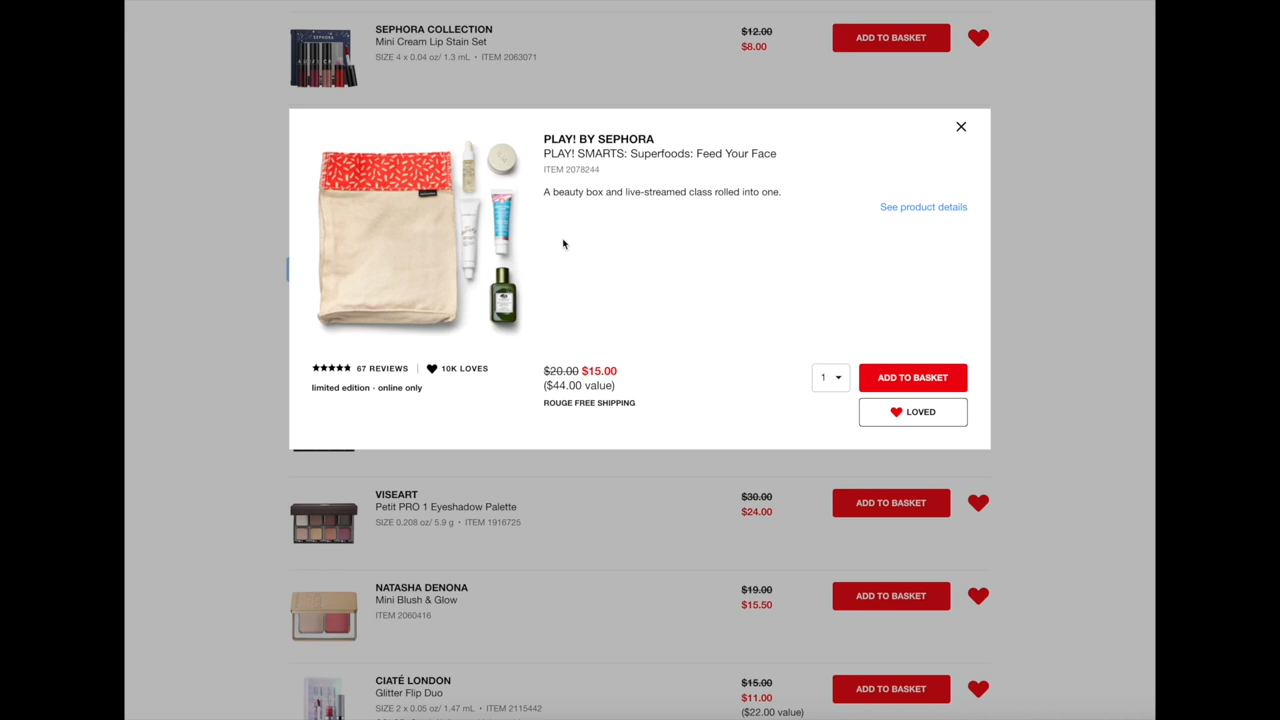 SEPHORA COLLECTION
Mini Cream Lip Stain Set
SIZE 4 x 0.04 oz/ 1.3 mL • ITEM 2063071
$12.00
$8.00
ADD TO BASKET
PLAY! BY SEPHORA
PLAY! SMARTS: Superfoods: Feed Your Face
ITEM 2078244
A beauty box and live-streamed class rolled into one.
See product details
67 REVIEWS
10K LOVES
limited edition · online only
$20.00 $15.00
($44.00 value)
ROUGE FREE SHIPPING
1
ADD TO BASKET
LOVED
VISEART
Petit PRO 1 Eyeshadow Palette
SIZE 0.208 oz/ 5.9 g • ITEM 1916725
$30.00
$24.00
ADD TO BASKET
NATASHA DENONA
Mini Blush & Glow
ITEM 2060416
$19.00
$15.50
ADD TO BASKET
CIATÉ LONDON
Glitter Flip Duo
SIZE 2 x 0.05 oz/ 1.47 mL • ITEM 2115442
$15.00
$11.00
($22.00 value)
ADD TO BASKET